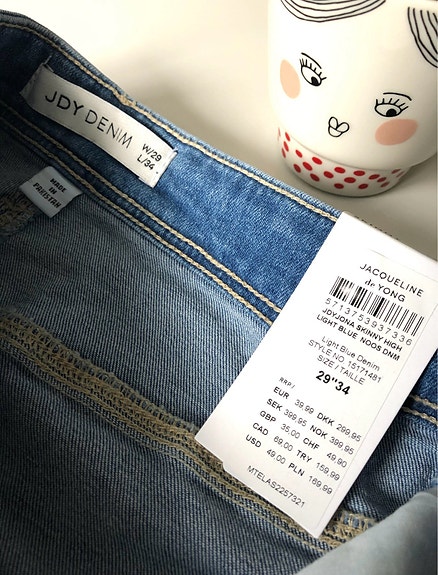 JDY DENIM
W/29
L/34
MADE
IN
PAKISTAN
JACQUELINE
de YONG
5713753937336
JDYJONA SKINNY HIGH
LIGHT BLUE NOOS DNM
Light Blue Denim
STYLE NO 15171481
SIZE / TAILLE
29"34
RRP/
EUR 39.99 DKK 299.95
SEK 399.95 NOK 399.95
GBP 35.00 CHF 49.90
CAD 69.00 TRY 159.99
USD 49.00 PLN 169.99
MTELAS2257321